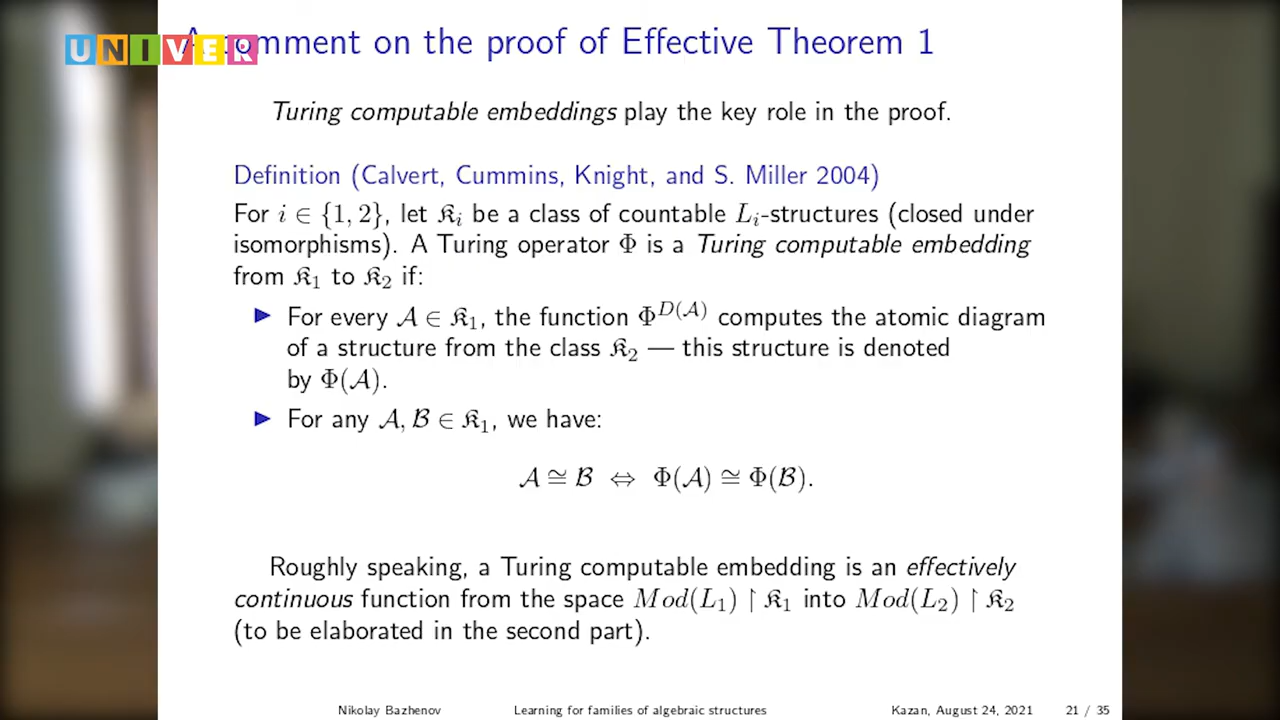 UNIVER
comment on the proof of Effective Theorem 1
Turing computable embeddings play the key role in the proof.
Definition (Calvert, Cummins, Knight, and S. Miller 2004)
For i ∈ {1, 2}, let 𝔎₁ be a class of countable Lᵢ-structures (closed under
isomorphisms). A Turing operator Φ is a Turing computable embedding
from 𝔎₁ to 𝔎₂ if:
▶ For every 𝒜 ∈ 𝔎₁, the function Φ^D(𝒜) computes the atomic diagram
of a structure from the class 𝔎₂ — this structure is denoted
by Φ(𝒜).
▶ For any 𝒜, ℬ ∈ 𝔎₁, we have:
𝒜 ≅ ℬ ⇔ Φ(𝒜) ≅ Φ(ℬ).
Roughly speaking, a Turing computable embedding is an effectively
continuous function from the space Mod(L₁) ↾ 𝔎₁ into Mod(L₂) ↾ 𝔎₂
(to be elaborated in the second part).
Nikolay Bazhenov Learning for families of algebraic structures Kazan, August 24, 2021 21 / 35